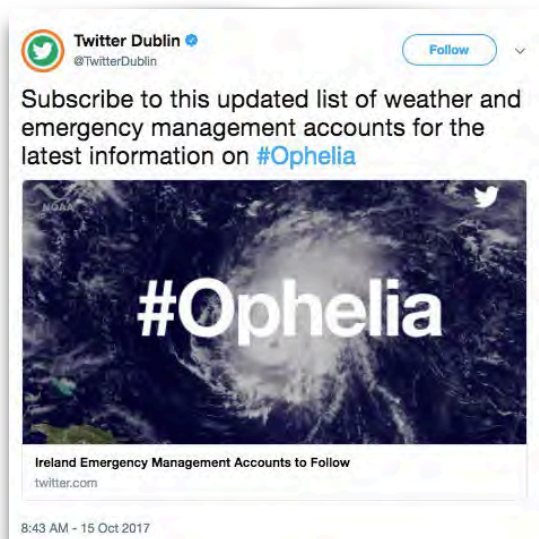 Twitter Dublin
@TwitterDublin
Follow
Subscribe to this updated list of weather and
emergency management accounts for the
latest information on #Ophelia
NOAA
#Ophelia
Ireland Emergency Management Accounts to Follow
twitter.com
8:43 AM - 15 Oct 2017